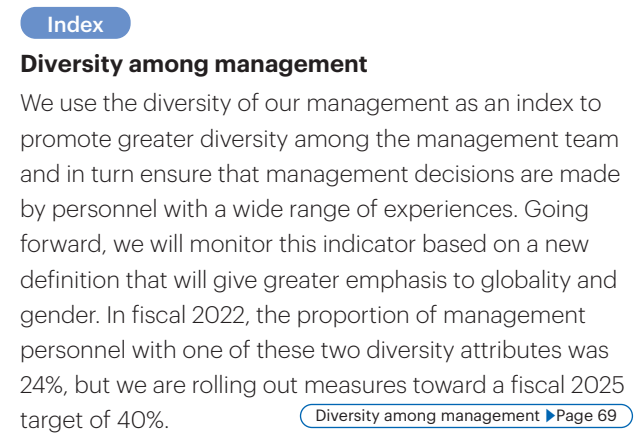 Index
Diversity among management
We use the diversity of our management as an index to
promote greater diversity among the management team
and in turn ensure that management decisions are made
by personnel with a wide range of experiences. Going
forward, we will monitor this indicator based on a new
definition that will give greater emphasis to globality and
gender. In fiscal 2022, the proportion of management
personnel with one of these two diversity attributes was
24%, but we are rolling out measures toward a fiscal 2025
target of 40%.
Diversity among management ▶Page 69